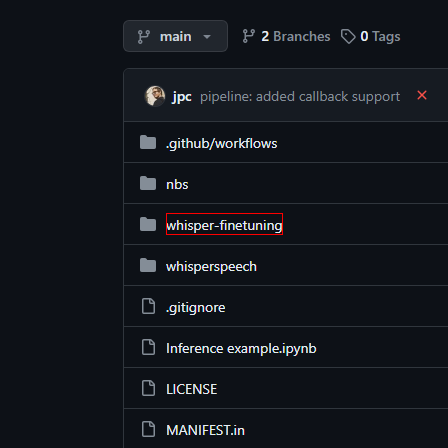 main 2 Branches 0 Tags
jpc pipeline: added callback support
.github/workflows
nbs
whisper-finetuning
whisperspeech
.gitignore
Inference example.ipynb
LICENSE
MANIFEST.in